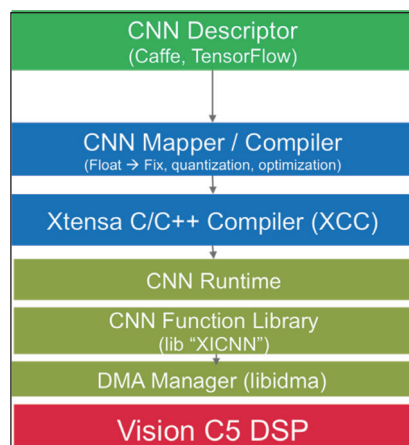 CNN Descriptor
(Caffe, TensorFlow)
CNN Mapper / Compiler
(Float → Fix, quantization, optimization)
Xtensa C/C++ Compiler (XCC)
CNN Runtime
CNN Function Library
(lib “XICNN”)
DMA Manager (libidma)
Vision C5 DSP